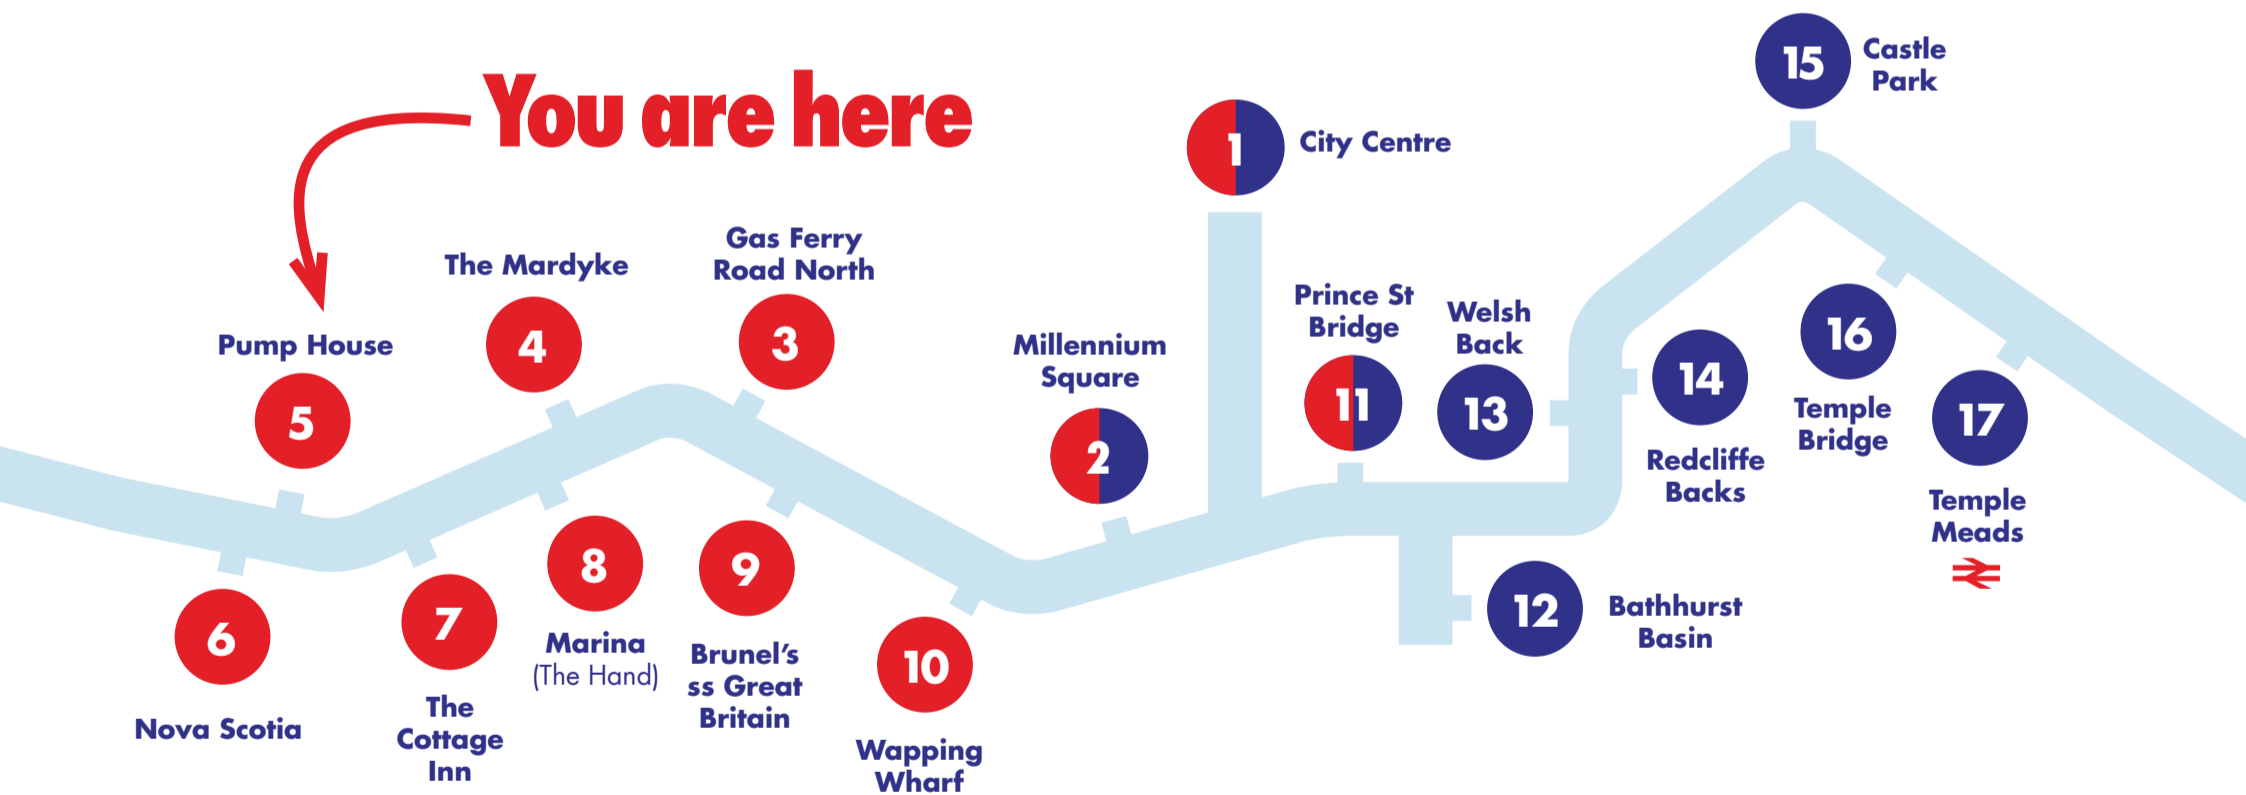 You are here
15
Castle
Park
1
City Centre
Gas Ferry
Road North
3
The Mardyke
4
Pump House
5
Millennium
Square
2
Prince St
Bridge
11
Welsh
Back
13
14
Redcliffe
Backs
16
Temple
Bridge
17
Temple
Meads
6
Nova Scotia
7
The
Cottage
Inn
8
Marina
(The Hand)
9
Brunel’s
ss Great
Britain
10
Wapping
Wharf
12
Bathhurst
Basin